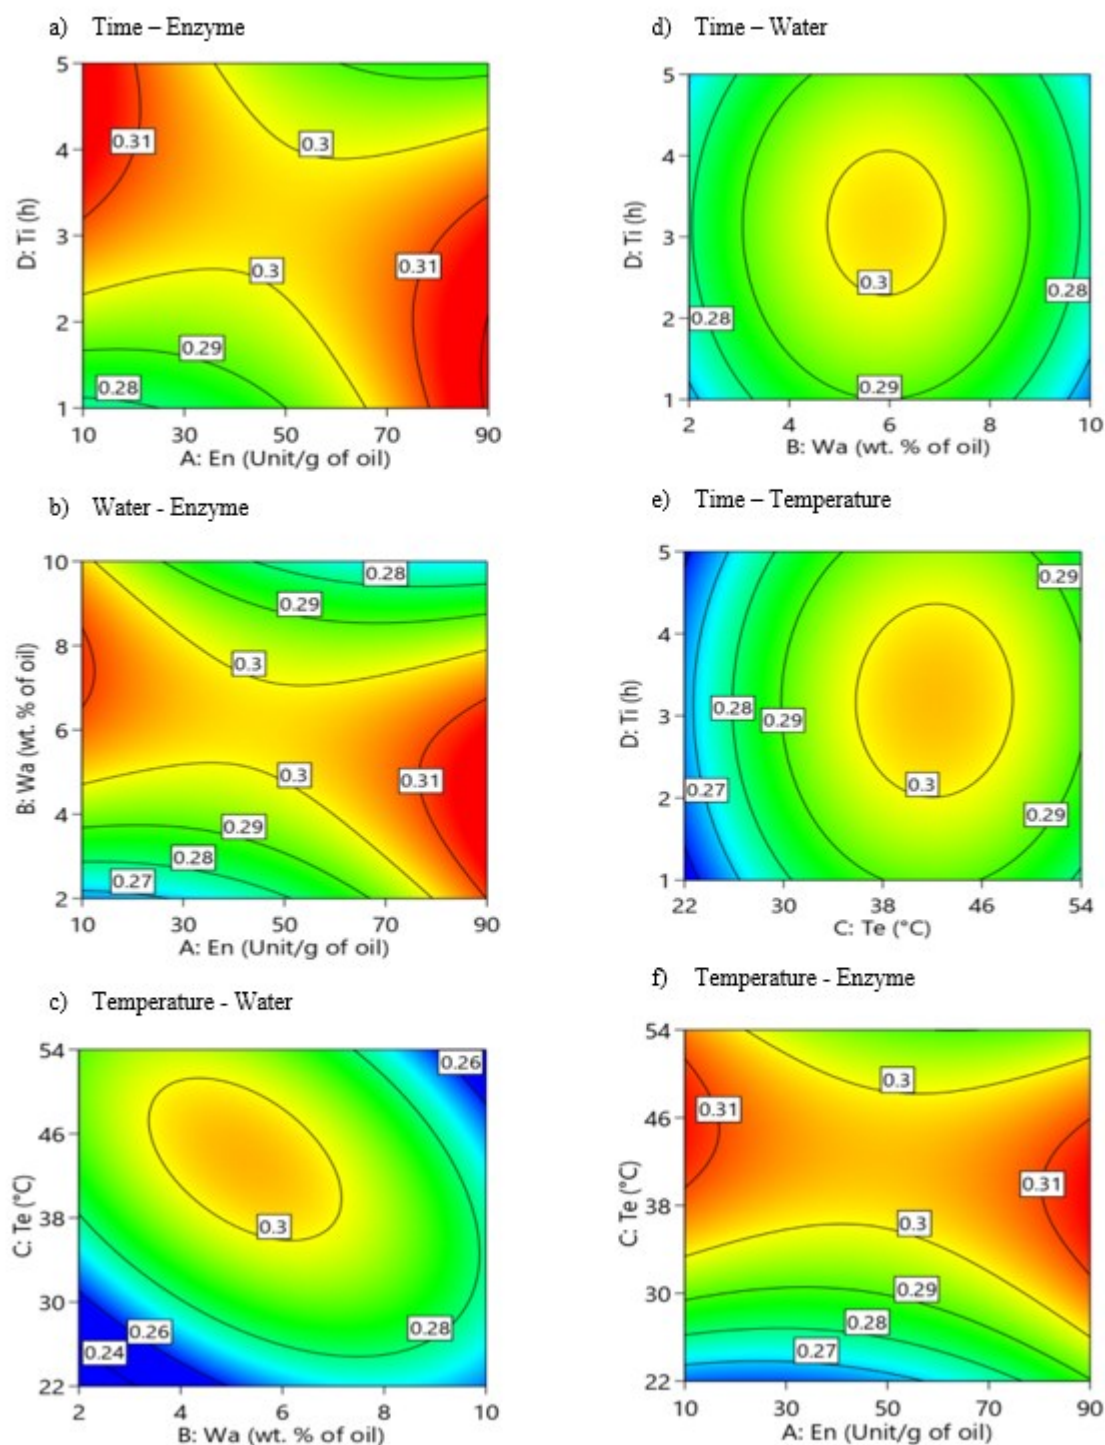 a) Time – Enzyme
5
4
3
2
1
D: Ti (h)
0.31
0.3
0.3
0.31
0.29
0.28
10 30 50 70 90
A: En (Unit/g of oil)
b) Water - Enzyme
10
8
6
4
2
B: Wa (wt. % of oil)
0.28
0.29
0.3
0.3
0.31
0.29
0.28
0.27
10 30 50 70 90
A: En (Unit/g of oil)
c) Temperature - Water
54
46
38
30
22
C: Te (°C)
0.26
0.3
0.26
0.28
0.24
2 4 6 8 10
B: Wa (wt. % of oil)
d) Time – Water
5
4
3
2
1
D: Ti (h)
0.3
0.28
0.28
0.29
2 4 6 8 10
B: Wa (wt. % of oil)
e) Time – Temperature
5
4
3
2
1
D: Ti (h)
0.29
0.28
0.29
0.27
0.3
0.29
22 30 38 46 54
C: Te (°C)
f) Temperature - Enzyme
54
46
38
30
22
C: Te (°C)
0.3
0.31
0.31
0.3
0.29
0.28
0.27
10 30 50 70 90
A: En (Unit/g of oil)